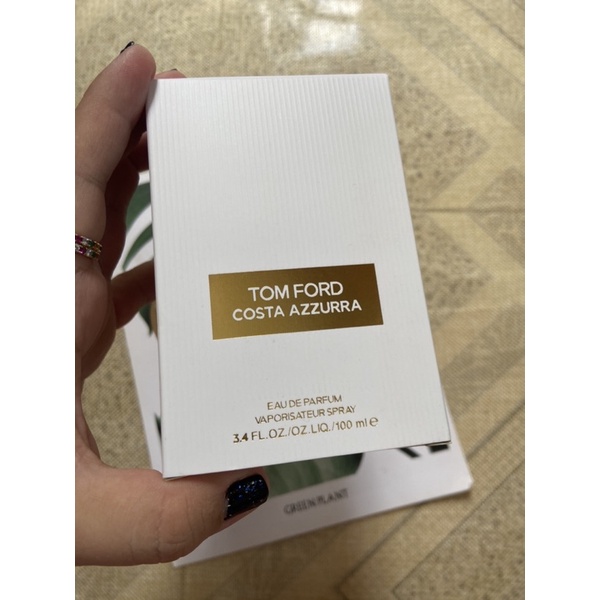 TOM FORD
COSTA AZZURRA
EAU DE PARFUM
VAPORISATEUR SPRAY
3.4 FL.OZ./OZ.LIQ./100 ml ℮
GREEN PLANT